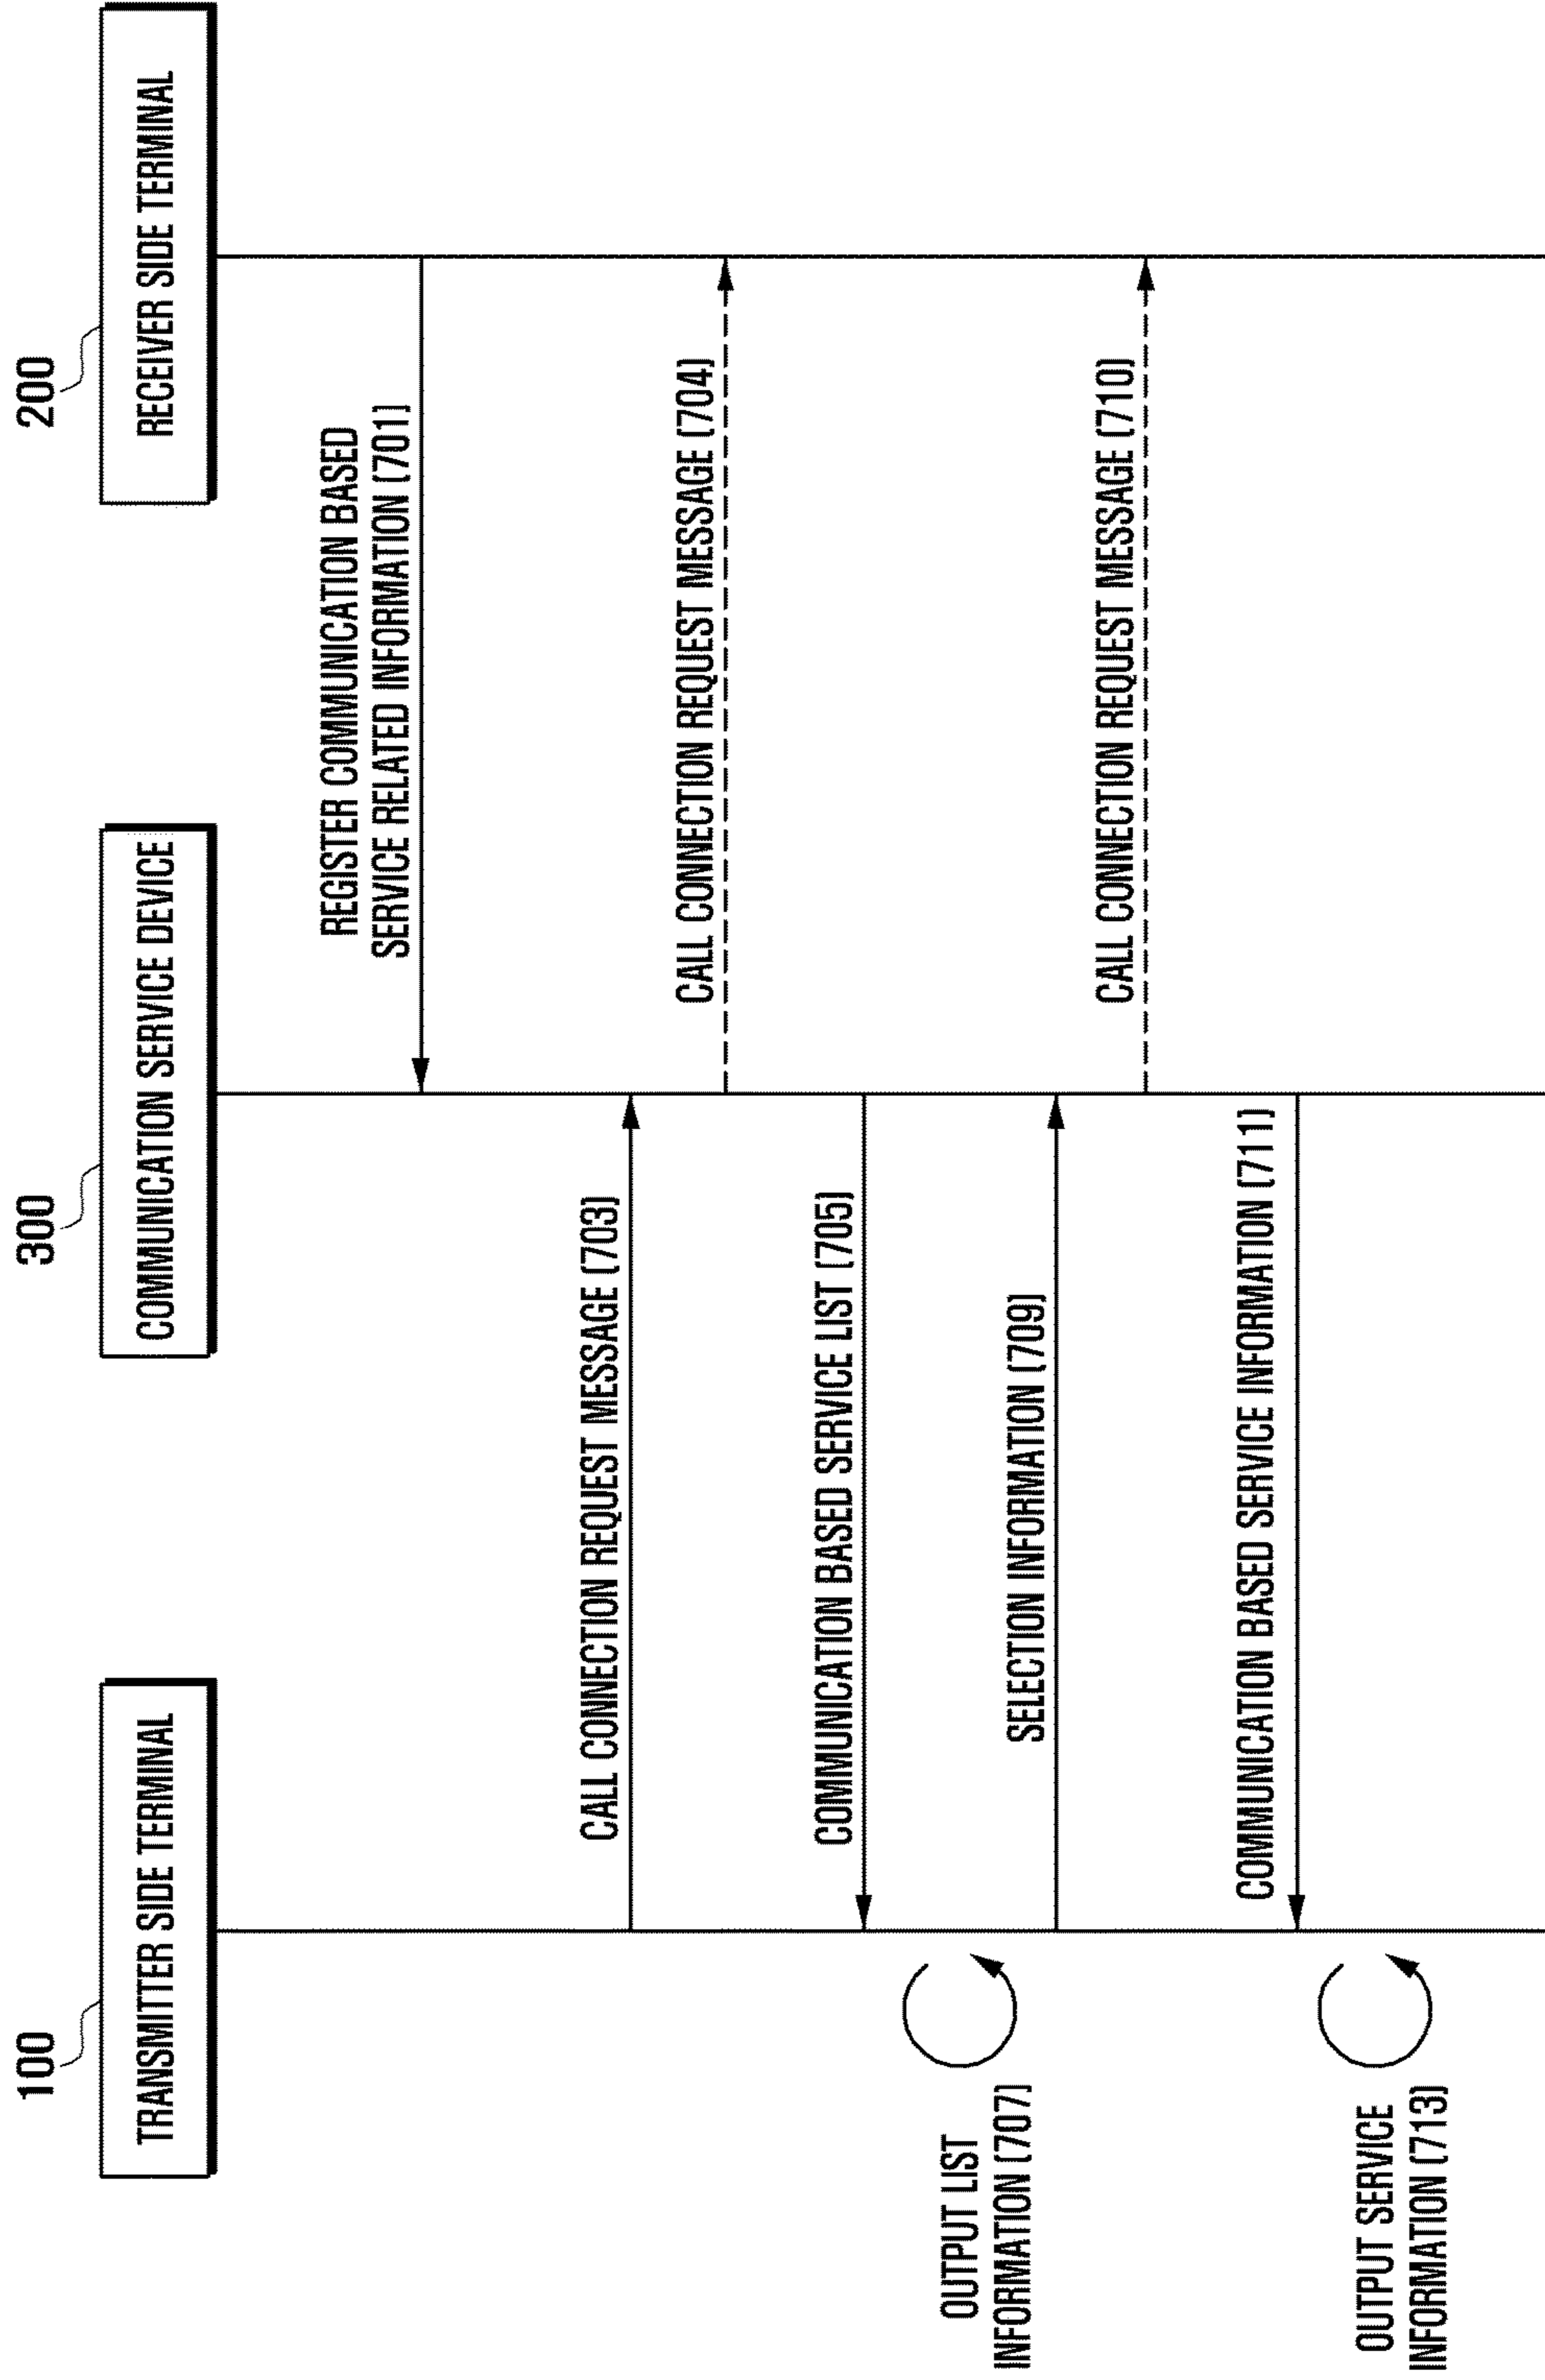 100
TRANSMITTER SIDE TERMINAL
300
COMMUNICATION SERVICE DEVICE
200
RECEIVER SIDE TERMINAL
REGISTER COMMUNICATION BASED
SERVICE RELATED INFORMATION (701)
CALL CONNECTION REQUEST MESSAGE (703)
CALL CONNECTION REQUEST MESSAGE (704)
COMMUNICATION BASED SERVICE LIST (705)
OUTPUT LIST
INFORMATION (707)
SELECTION INFORMATION (709)
CALL CONNECTION REQUEST MESSAGE (710)
COMMUNICATION BASED SERVICE INFORMATION (711)
OUTPUT SERVICE
INFORMATION (713)